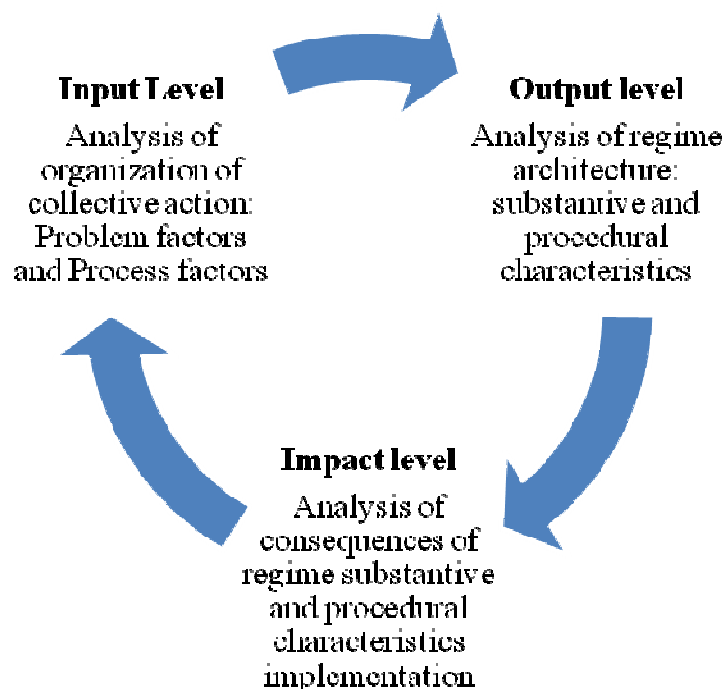 Input Level
Analysis of
organization of
collective action:
Problem factors
and Process factors
Output level
Analysis of regime
architecture:
substantive and
procedural
characteristics
Impact level
Analysis of
consequences of
regime substantive
and procedural
characteristics
implementation